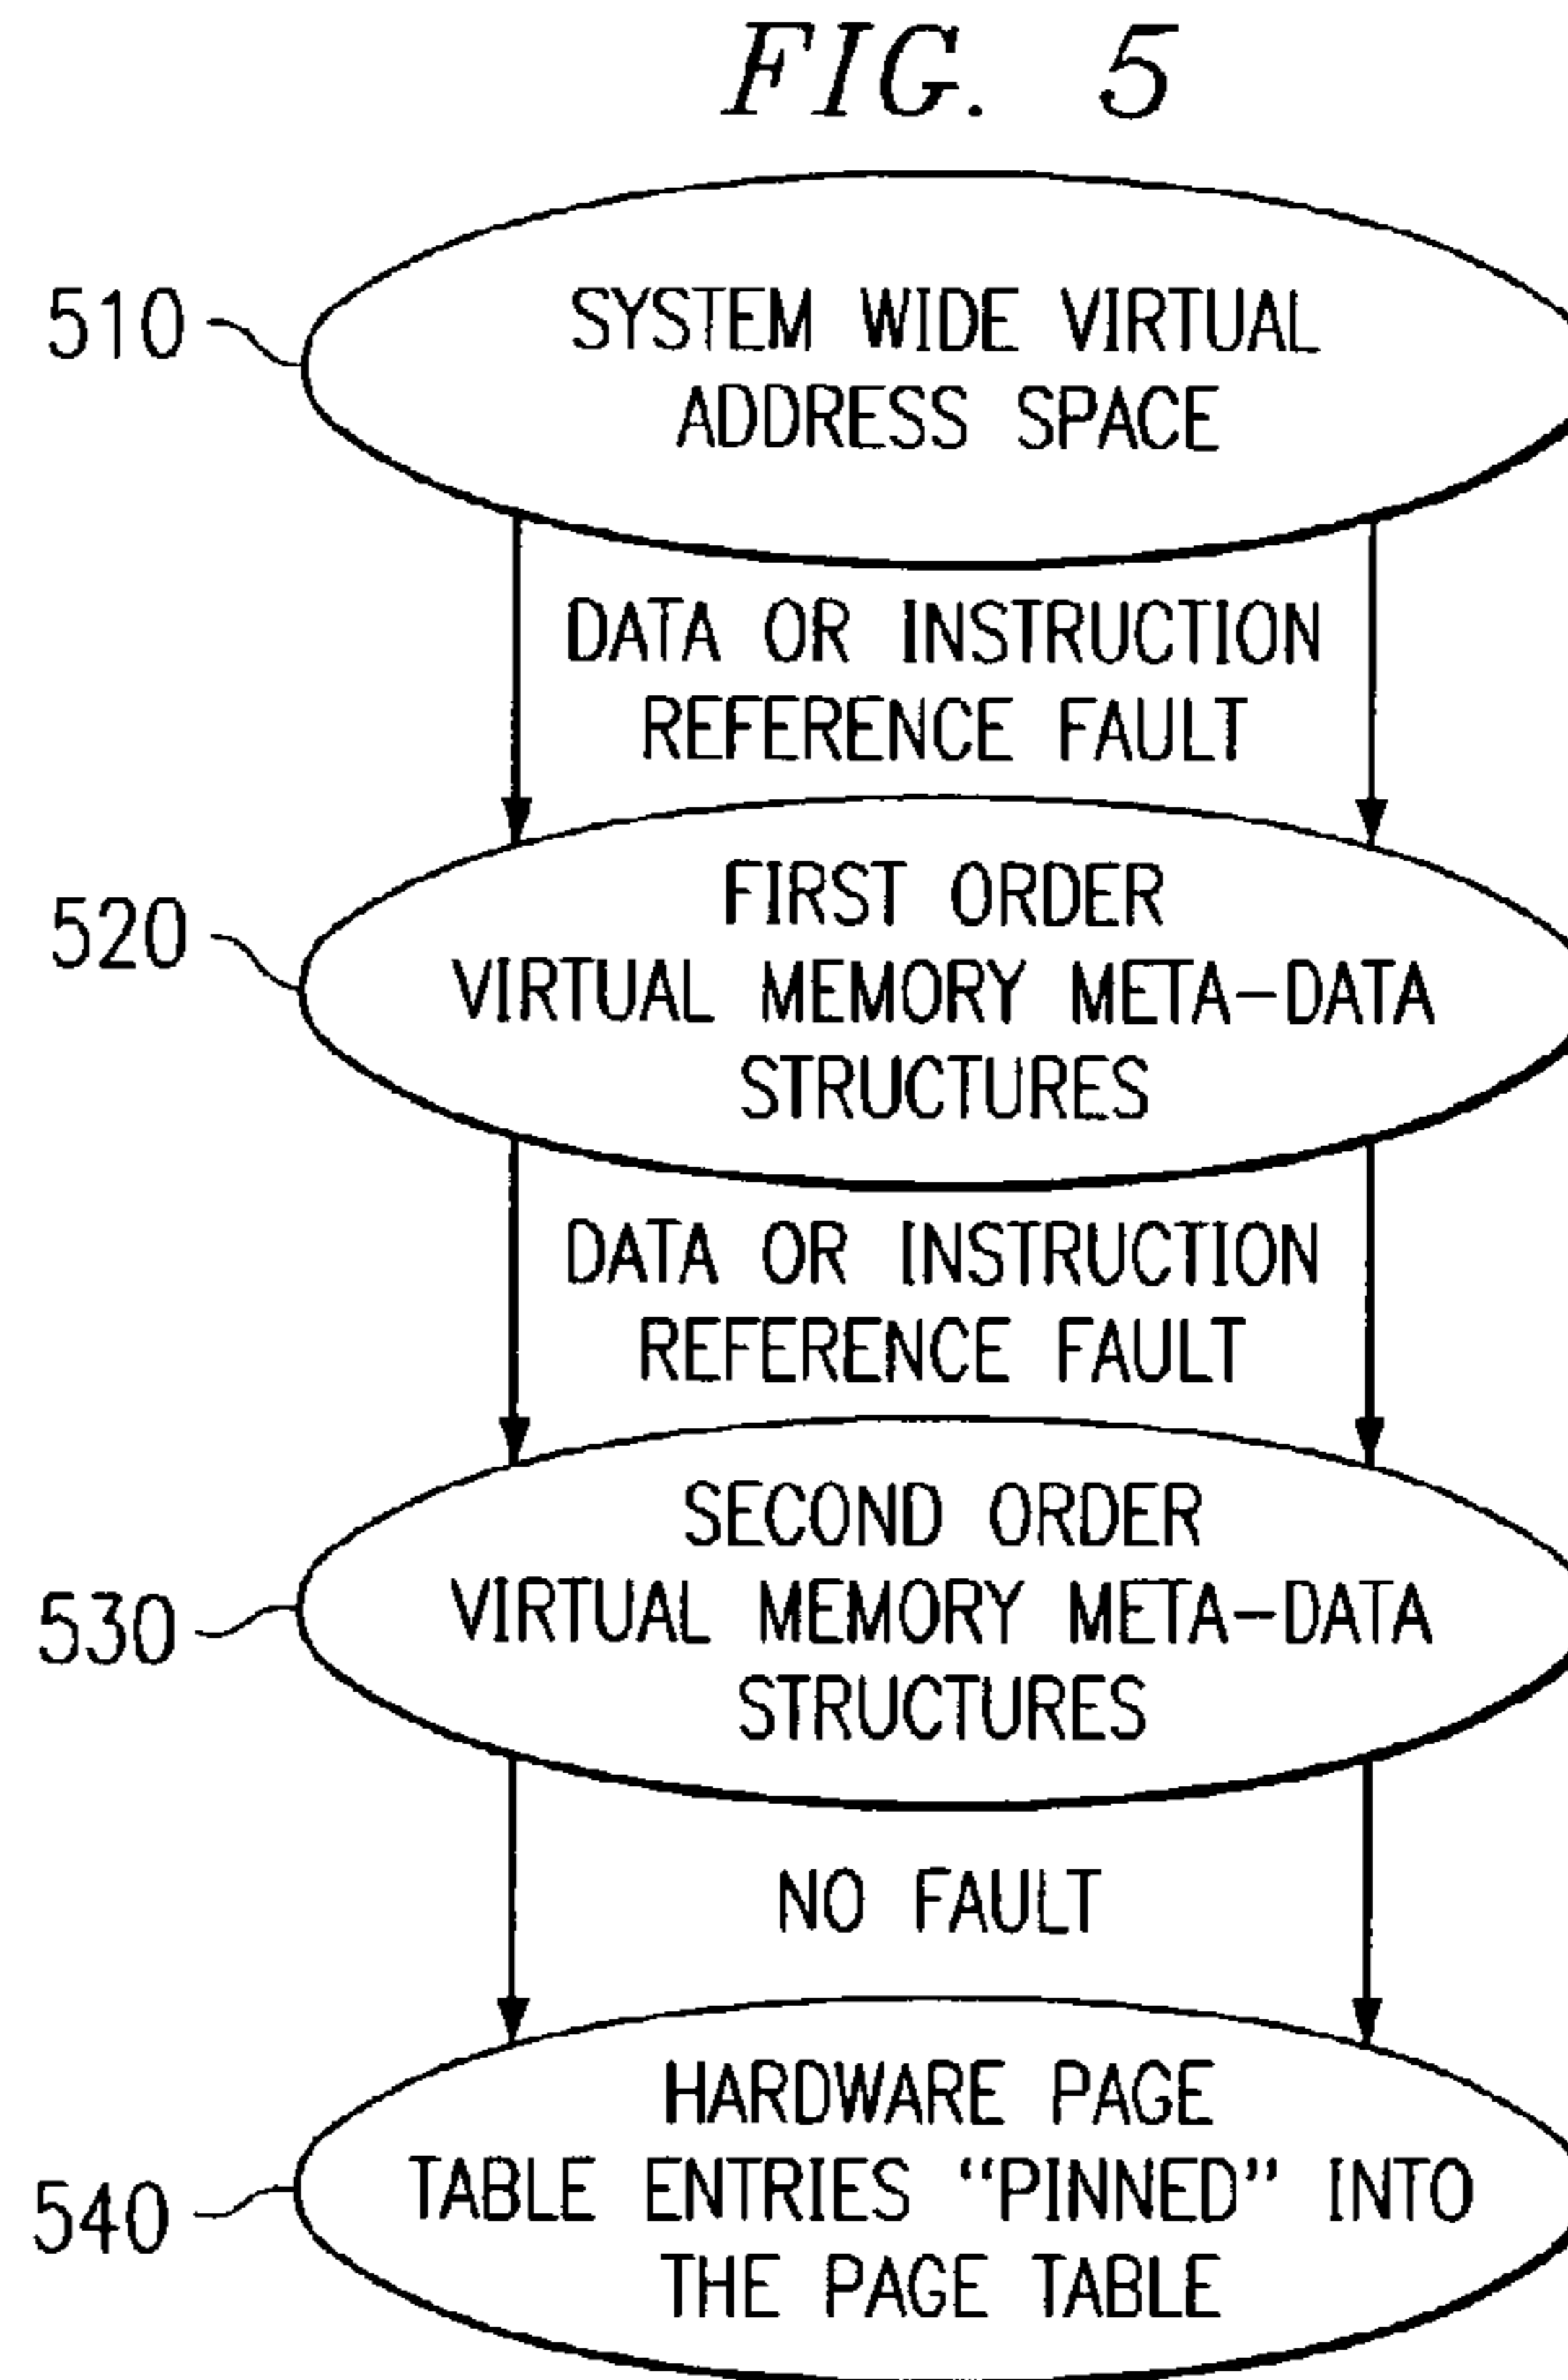 FIG. 5
510
SYSTEM WIDE VIRTUAL
ADDRESS SPACE
DATA OR INSTRUCTION
REFERENCE FAULT
520
FIRST ORDER
VIRTUAL MEMORY META-DATA
STRUCTURES
DATA OR INSTRUCTION
REFERENCE FAULT
530
SECOND ORDER
VIRTUAL MEMORY META-DATA
STRUCTURES
NO FAULT
540
HARDWARE PAGE
TABLE ENTRIES “PINNED” INTO
THE PAGE TABLE